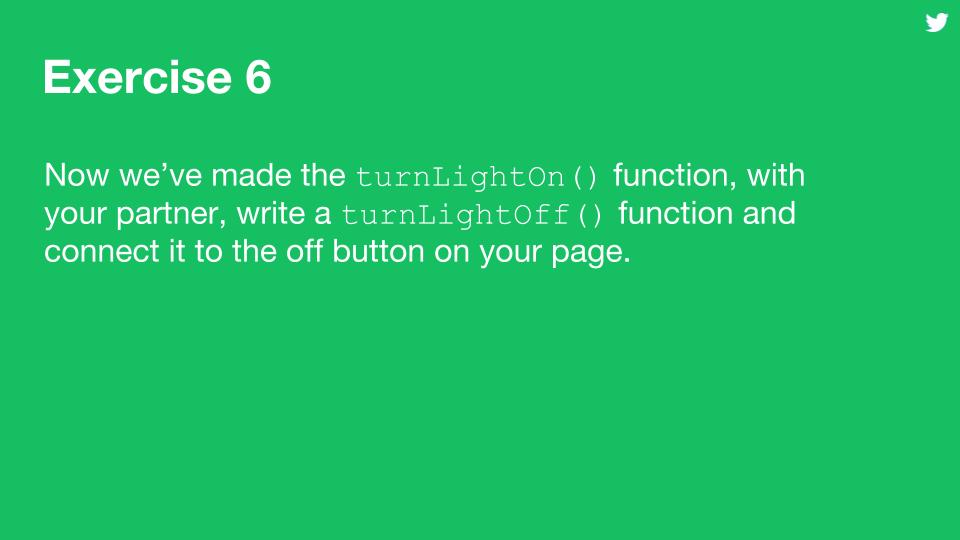 Exercise 6
Now we’ve made the turnLightOn() function, with
your partner, write a turnLightOff() function and
connect it to the off button on your page.